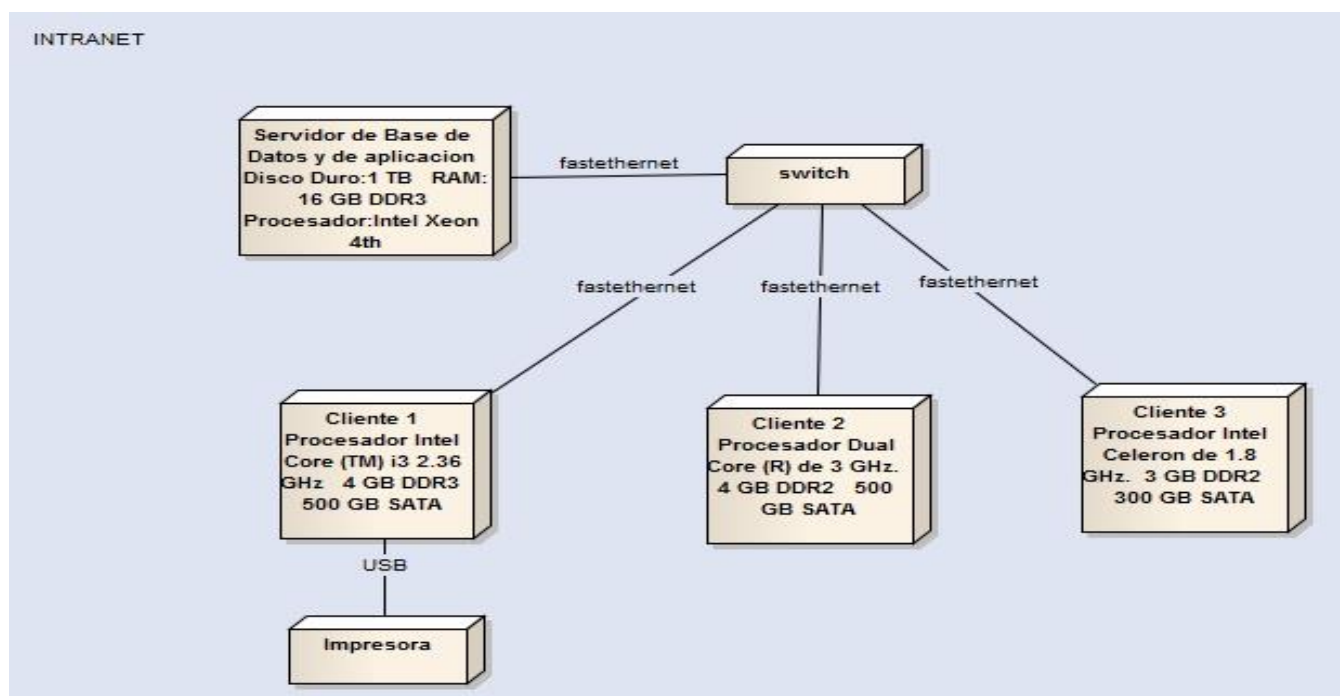 INTRANET
Servidor de Base de
Datos y de aplicacion
Disco Duro:1 TB RAM:
16 GB DDR3
Procesador:Intel Xeon
4th
fastethernet
switch
fastethernet
fastethernet
fastethernet
Cliente 1
Procesador Intel
Core (TM) i3 2.36
GHz 4 GB DDR3
500 GB SATA
Cliente 2
Procesador Dual
Core (R) de 3 GHz.
4 GB DDR2 500
GB SATA
Cliente 3
Procesador Intel
Celeron de 1.8
GHz. 3 GB DDR2
300 GB SATA
USB
Impresora